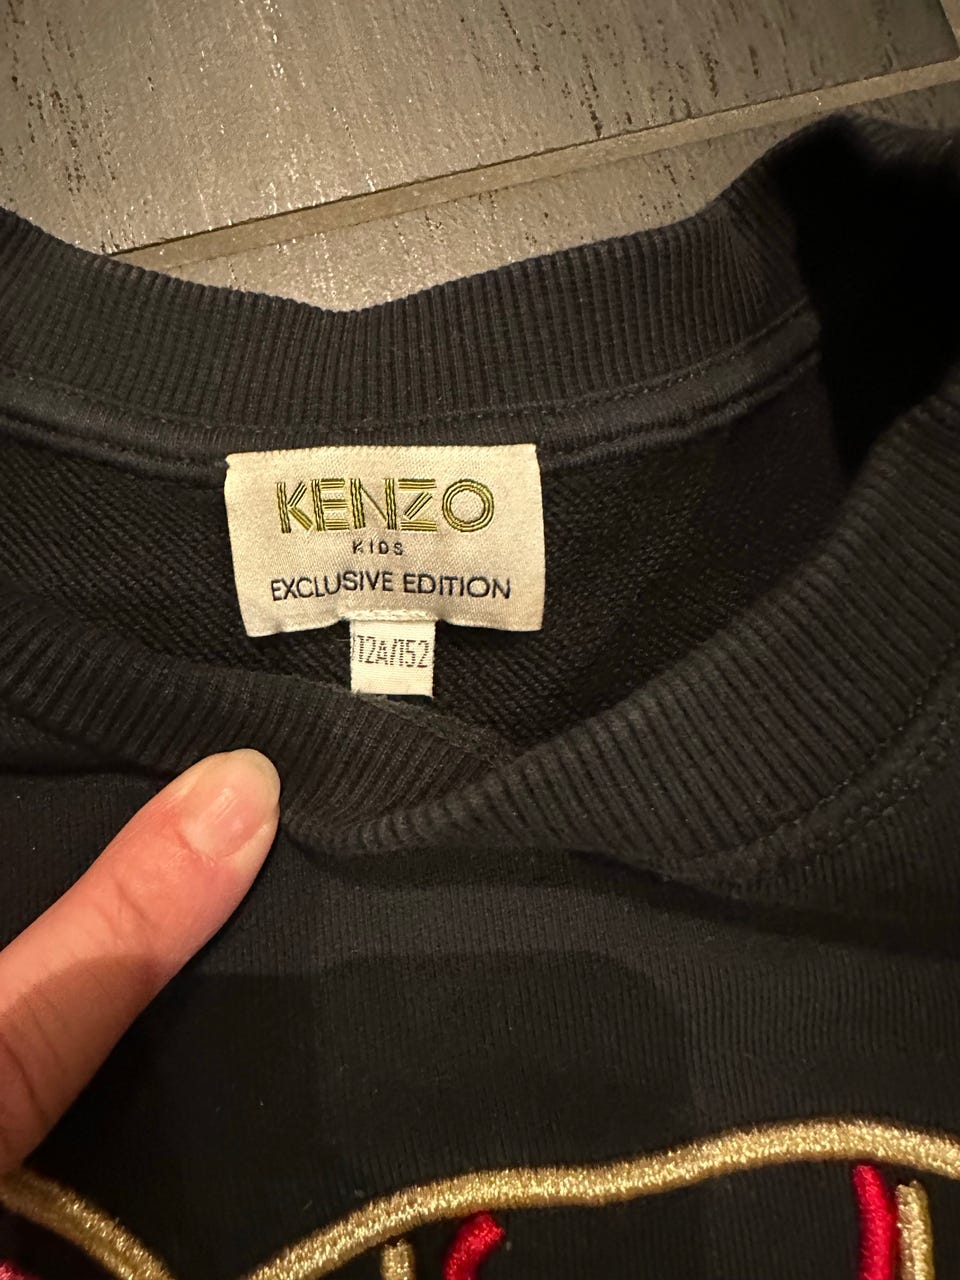 KENZO
KIDS
EXCLUSIVE EDITION
12A/152